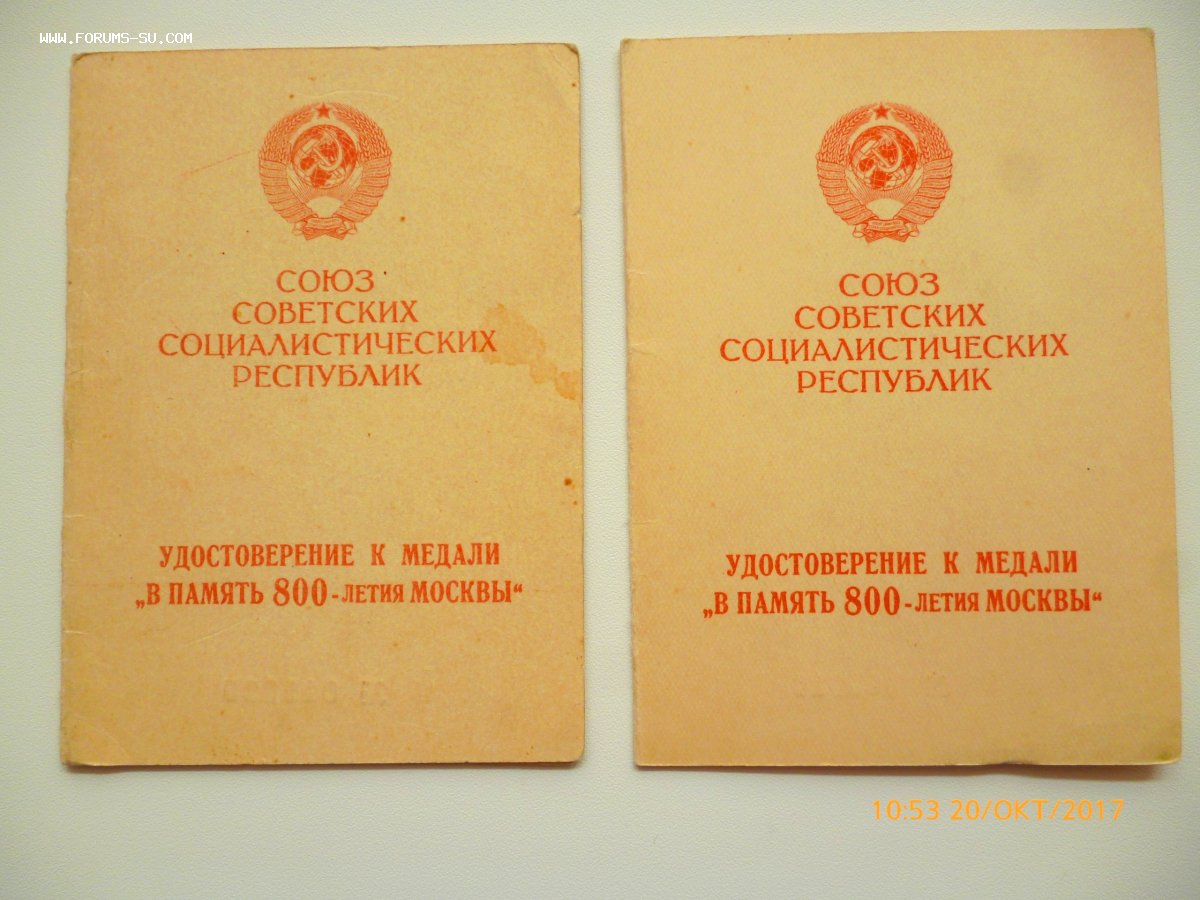 www.forums-su.com
СОЮЗ
СОВЕТСКИХ
СОЦИАЛИСТИЧЕСКИХ
РЕСПУБЛИК
УДОСТОВЕРЕНИЕ К МЕДАЛИ
„В ПАМЯТЬ 800-ЛЕТИЯ МОСКВЫ“
СОЮЗ
СОВЕТСКИХ
СОЦИАЛИСТИЧЕСКИХ
РЕСПУБЛИК
УДОСТОВЕРЕНИЕ К МЕДАЛИ
„В ПАМЯТЬ 800-ЛЕТИЯ МОСКВЫ“
10:53 20/ОКТ/2017